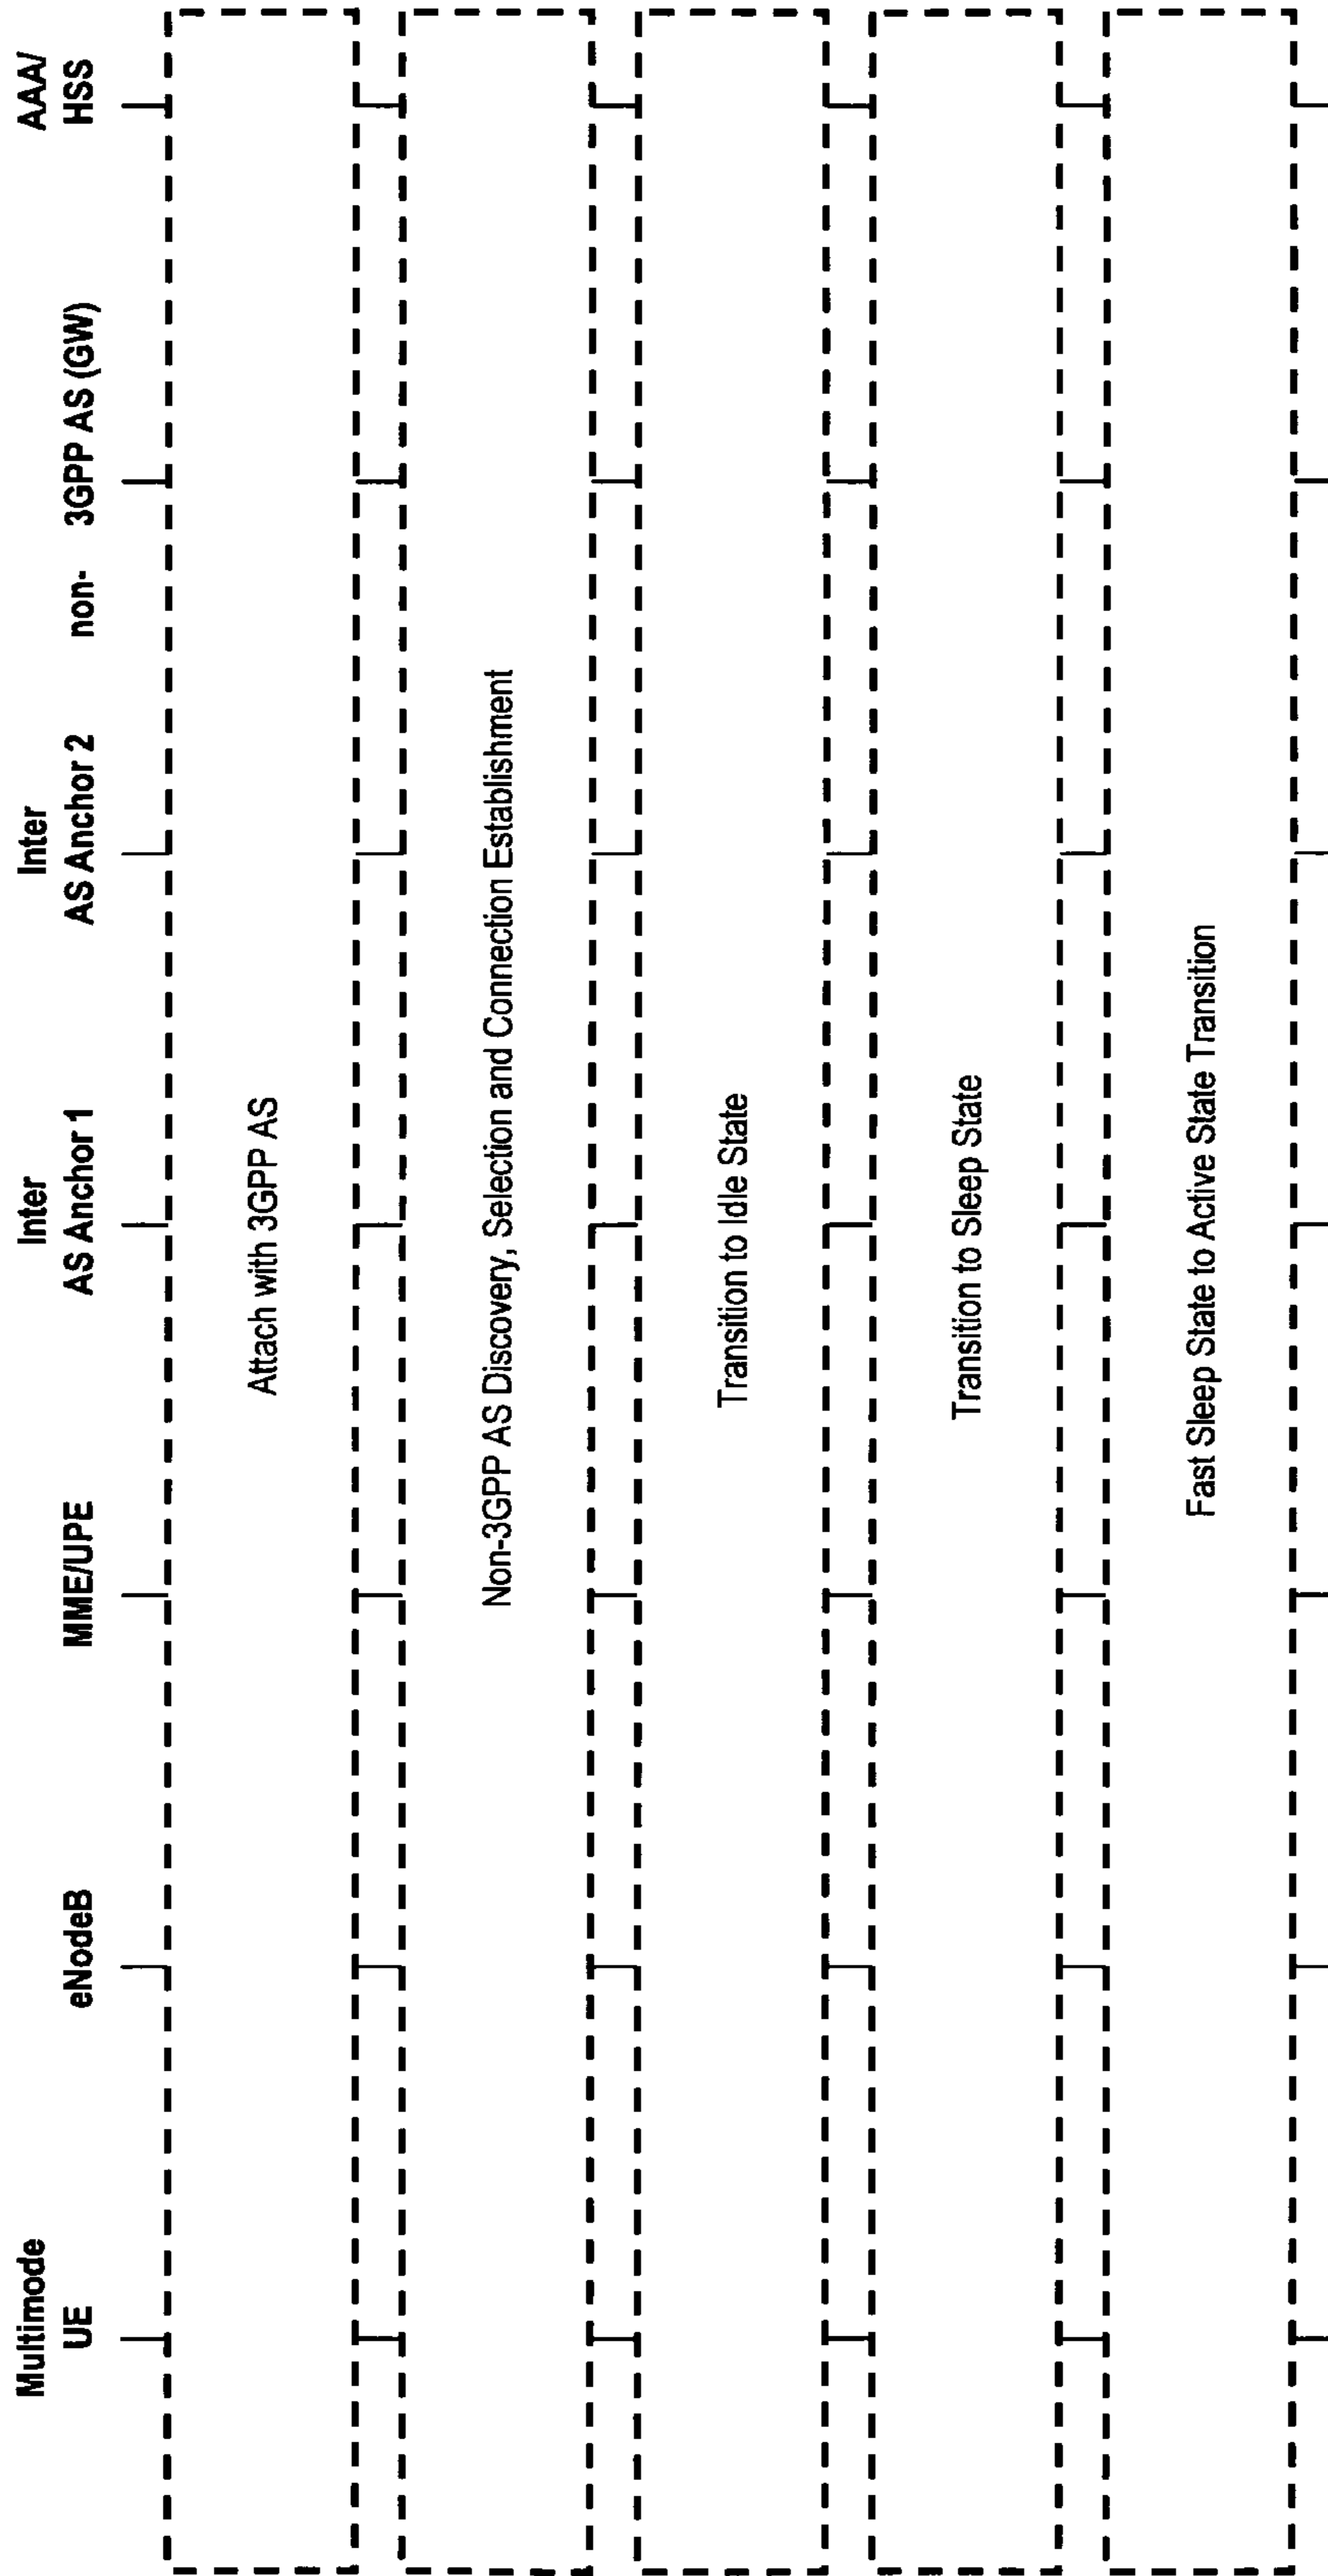 Multimode
UE
eNodeB
MME/UPE
Inter
AS Anchor 1
Inter
AS Anchor 2
non- 3GPP AS (GW)
AAA/
HSS
Attach with 3GPP AS
Non-3GPP AS Discovery, Selection and Connection Establishment
Transition to Idle State
Transition to Sleep State
Fast Sleep State to Active State Transition